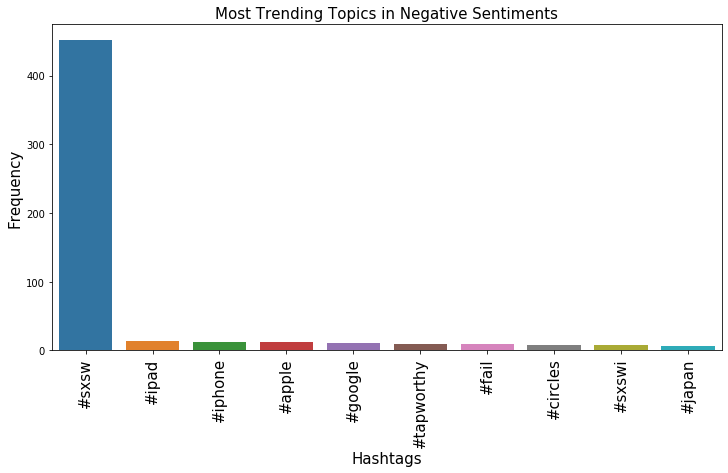 Most Trending Topics in Negative Sentiments
Frequency
400
300
200
100
0
#sxsw
#ipad
#iphone
#apple
#google
#tapworthy
#fail
#circles
#sxswi
#japan
Hashtags